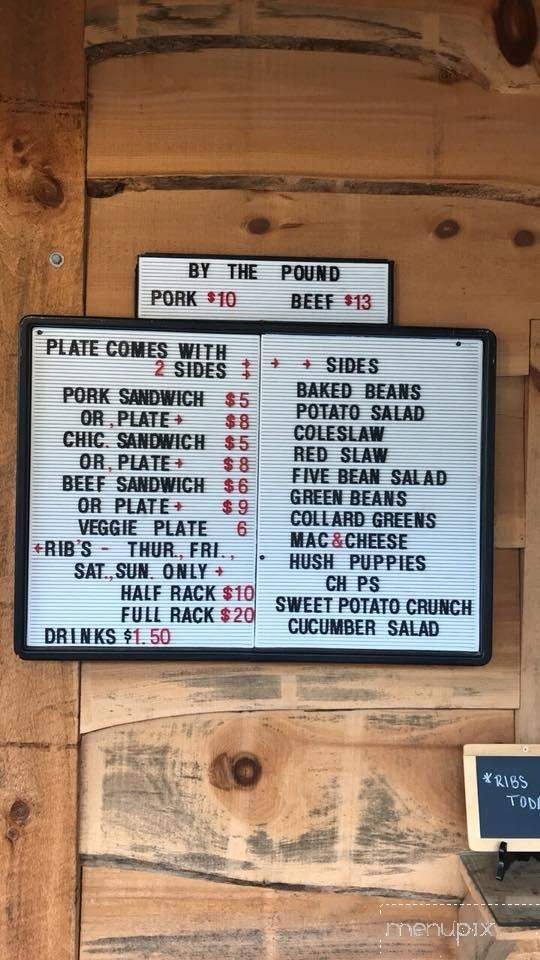 BY THE POUND
PORK $10 BEEF $13
PLATE COMES WITH
2 SIDES
PORK SANDWICH $5
OR, PLATE+ $8
CHIC. SANDWICH $5
OR, PLATE+ $8
BEEF SANDWICH $6
OR PLATE+ $9
VEGGIE PLATE 6
+RIB'S - THUR., FRI.,
SAT., SUN. ONLY +
HALF RACK $10
FULL RACK $20
DRINKS $1.50
+ + SIDES
BAKED BEANS
POTATO SALAD
COLESLAW
RED SLAW
FIVE BEAN SALAD
GREEN BEANS
COLLARD GREENS
MAC&CHEESE
HUSH PUPPIES
CH PS
SWEET POTATO CRUNCH
CUCUMBER SALAD
*RIBS
menupix